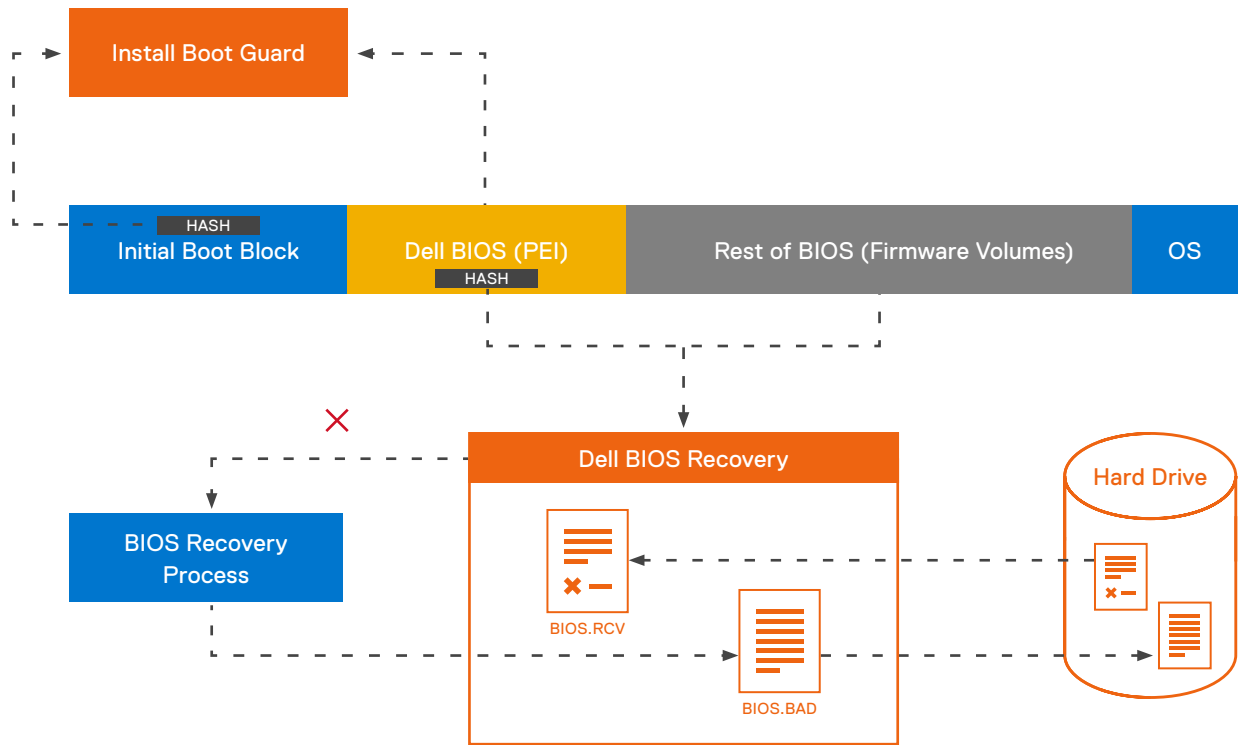 Install Boot Guard
HASH
Initial Boot Block
Dell BIOS (PEI)
HASH
Rest of BIOS (Firmware Volumes)
OS
Dell BIOS Recovery
Hard Drive
BIOS Recovery
Process
BIOS.RCV
BIOS.BAD